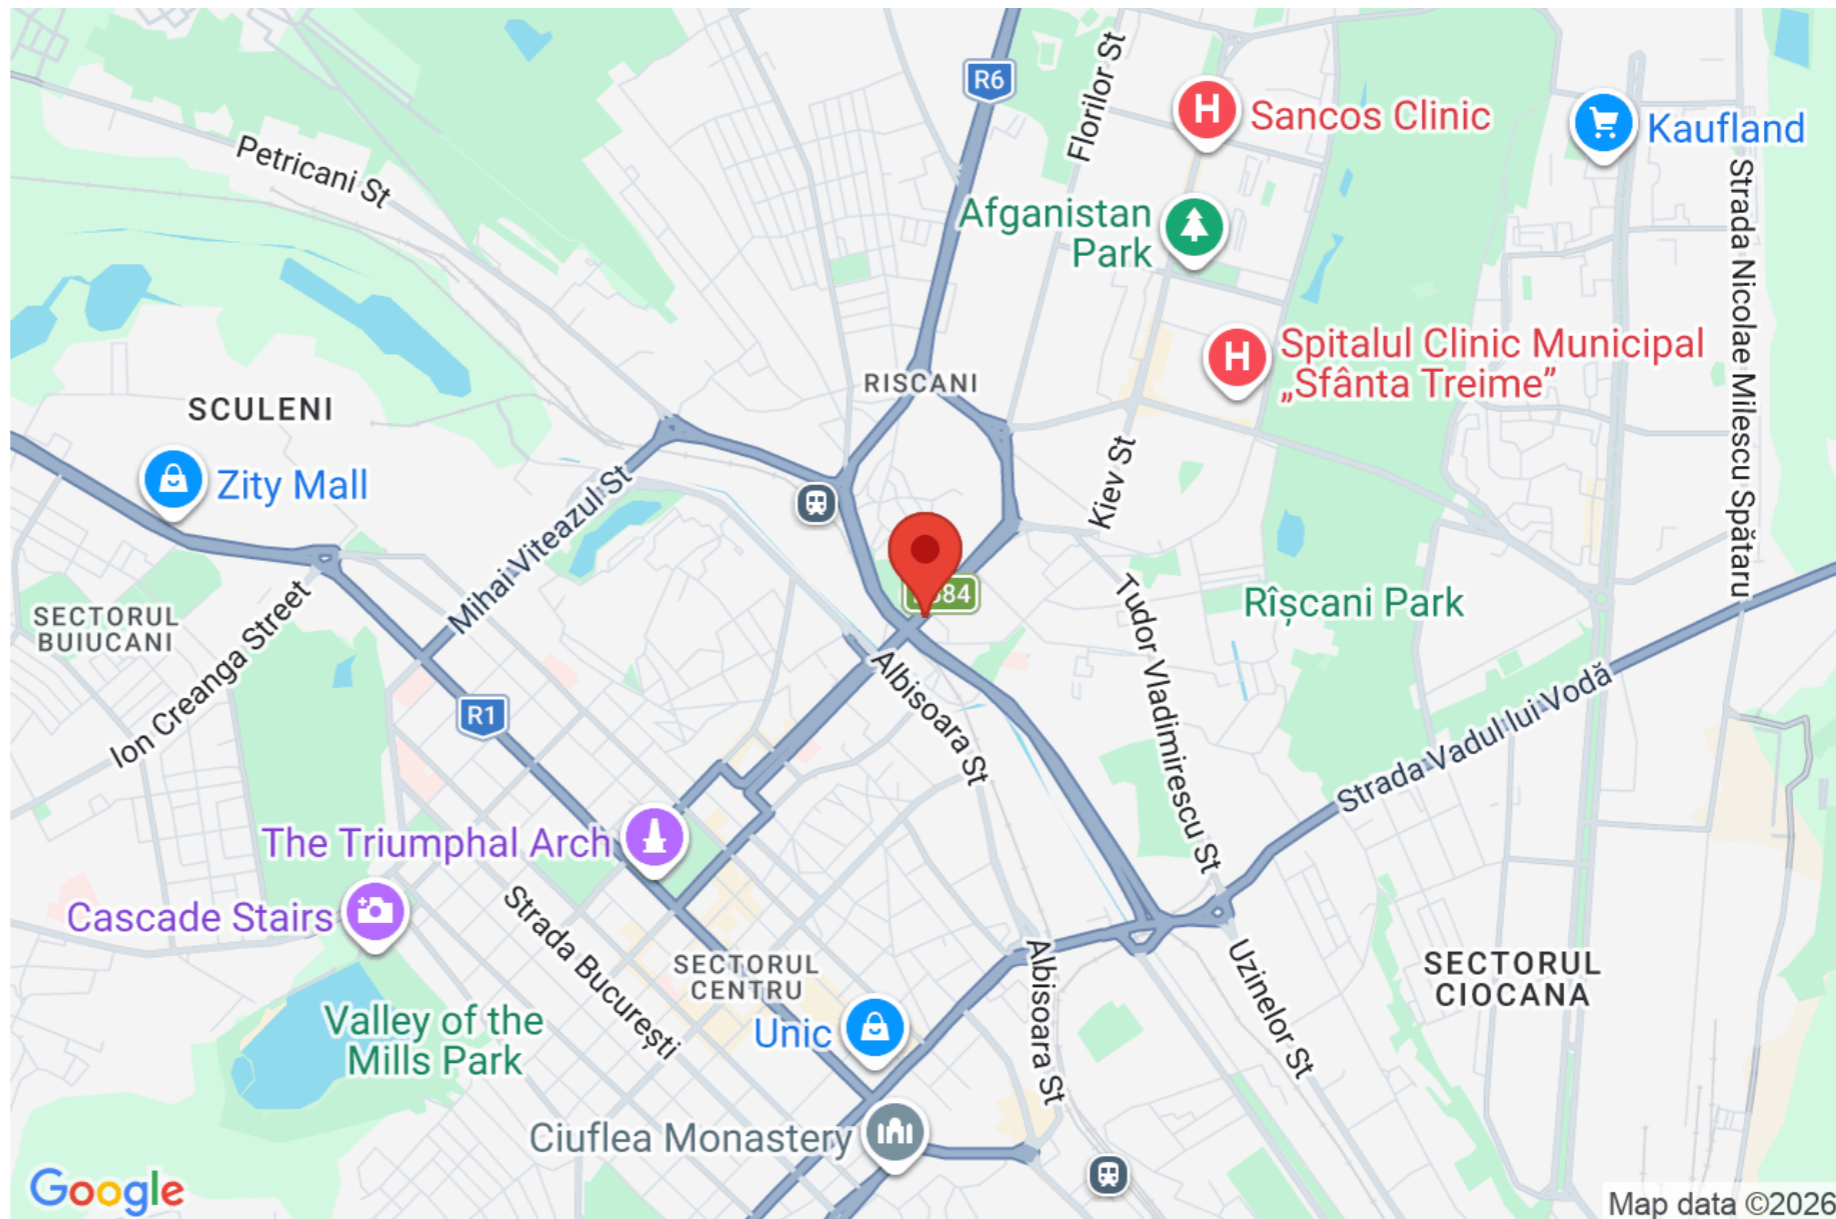 R6
Florilor St
Sancos Clinic
Kaufland
Petricani St
Strada Nicolae Milescu Spătaru
Afganistan
Park
Spitalul Clinic Municipal
„Sfânta Treime”
RISCANI
SCULENI
Zity Mall
Mihai Viteazul St
Kiev St
84
Rîșcani Park
SECTORUL
BUIUCANI
Ion Creanga Street
Tudor Vladimirescu St
Albisoara St
R1
Strada Vadul lui Vodă
The Triumphal Arch
Cascade Stairs
Strada București
SECTORUL
CENTRU
Albisoara St
Uzinelor St
SECTORUL
CIOCANA
Valley of the
Mills Park
Unic
Ciuflea Monastery
Google
Map data ©2026